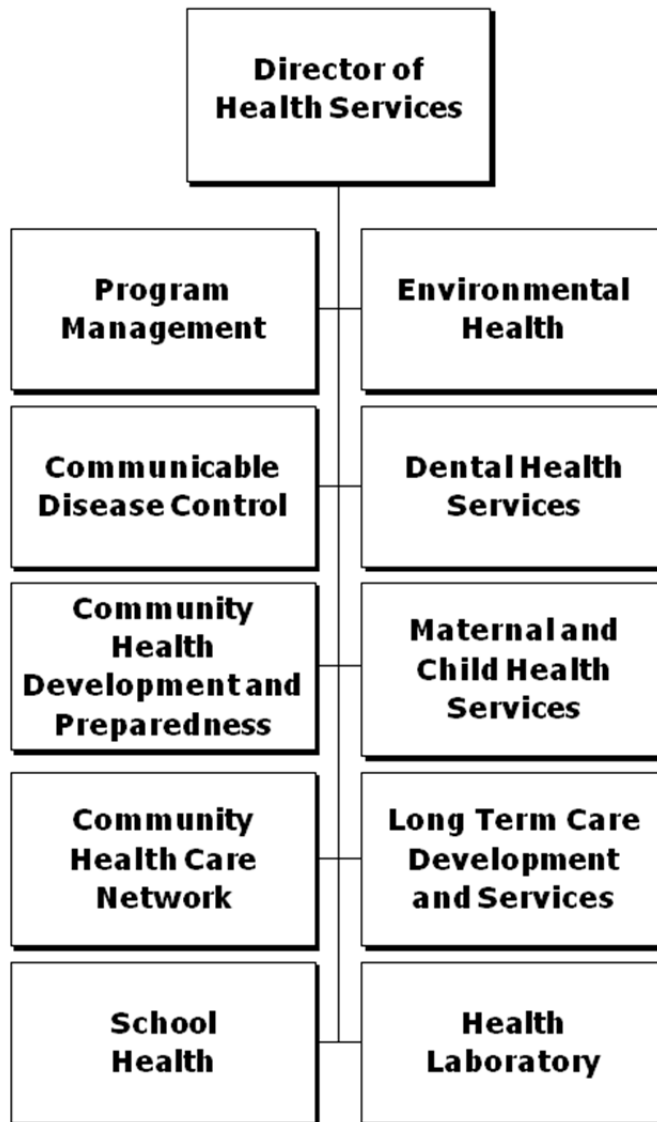 Director of
Health Services
Program
Management
Environmental
Health
Communicable
Disease Control
Dental Health
Services
Community
Health
Development and
Preparedness
Maternal and
Child Health
Services
Community
Health Care
Network
Long Term Care
Development
and Services
School
Health
Health
Laboratory